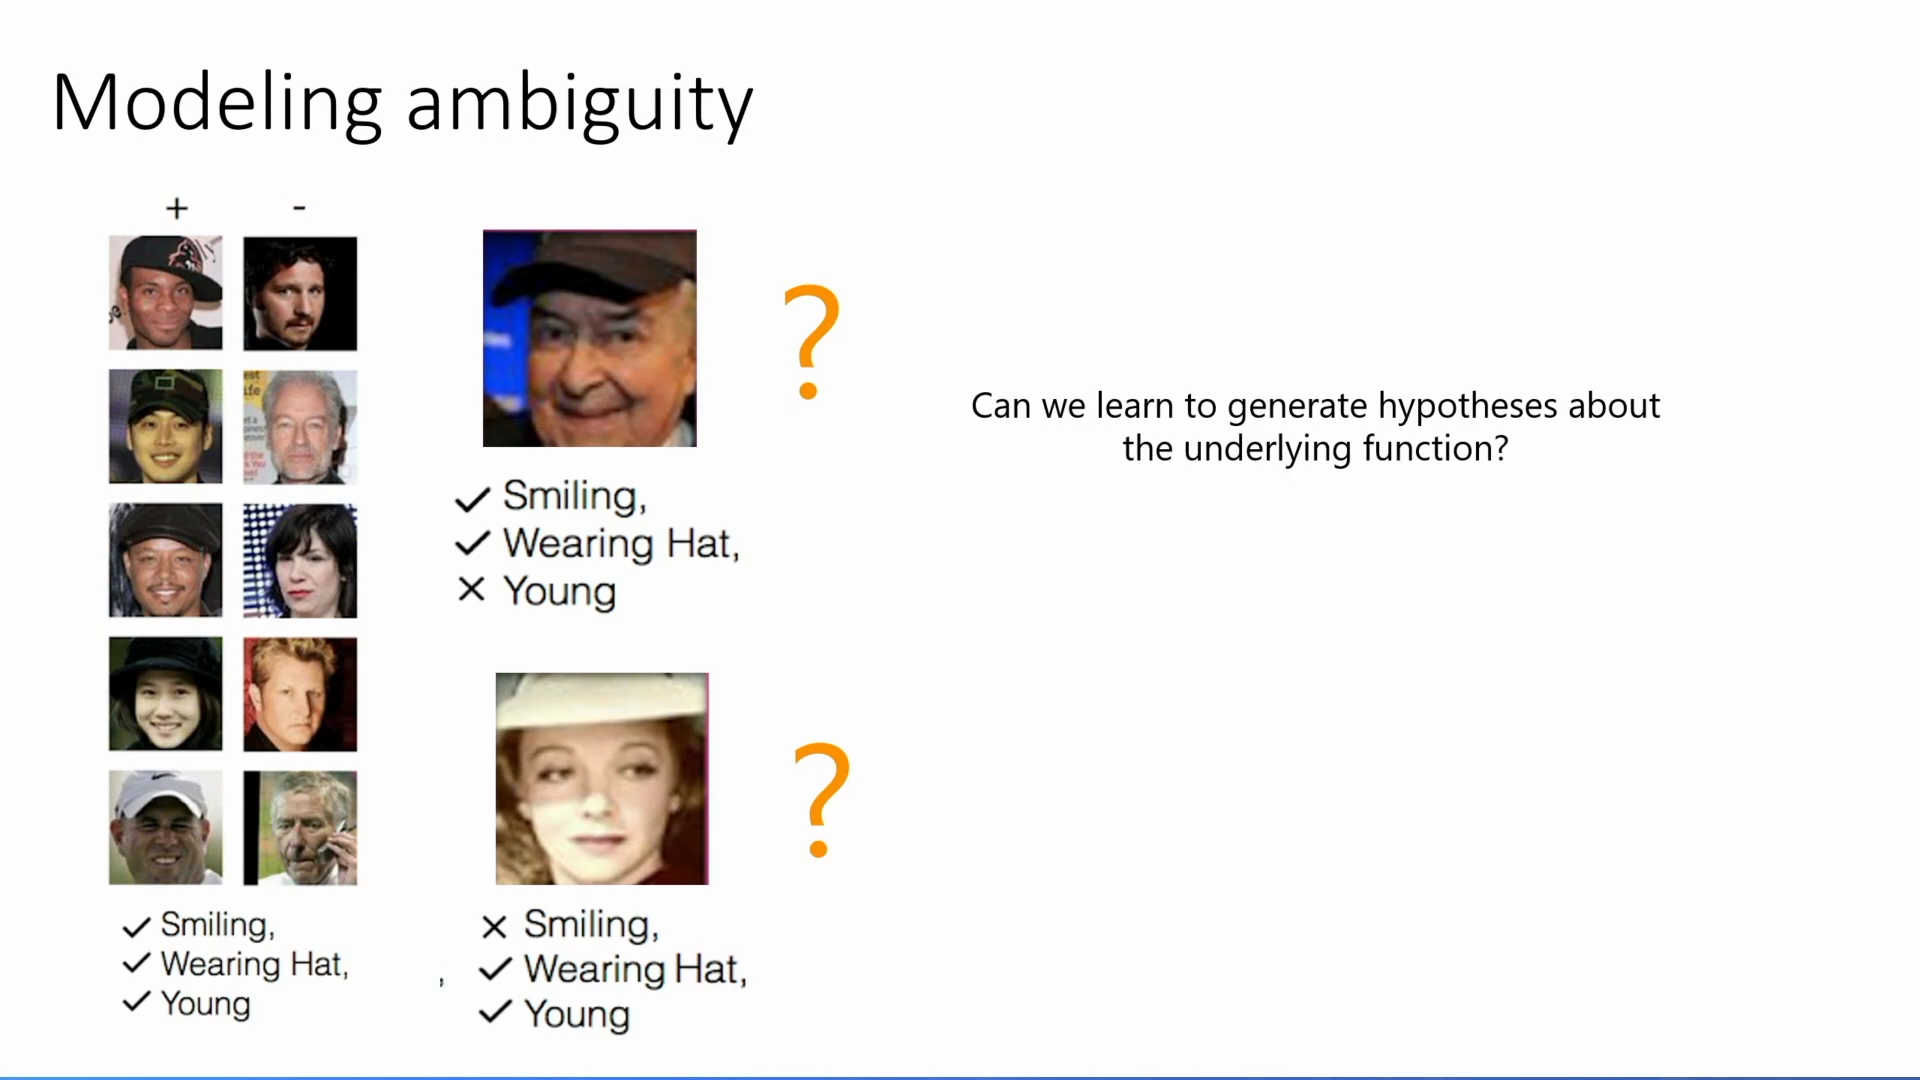 Modeling ambiguity
+ -
?
Smiling,
Wearing Hat,
Young
Can we learn to generate hypotheses about
the underlying function?
?
Smiling,
Wearing Hat,
Young
,
Smiling,
Wearing Hat,
Young